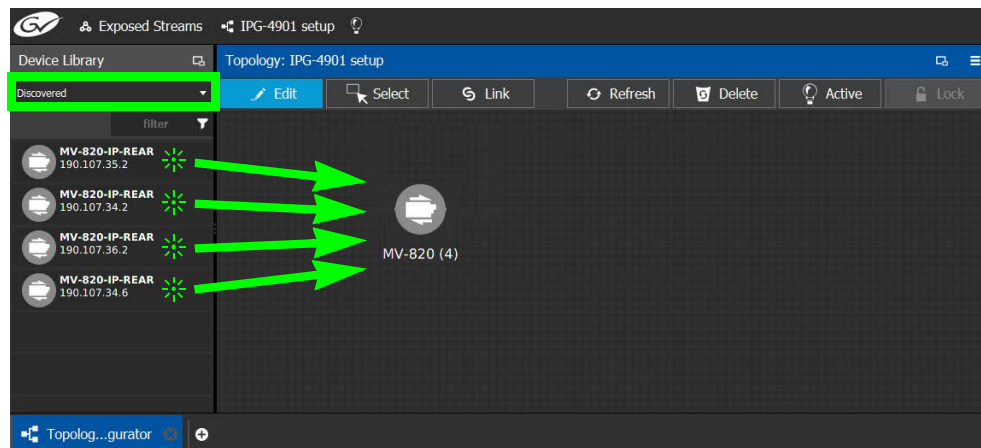 GV Exposed Streams IPG-4901 setup
Device Library
Topology: IPG-4901 setup
Discovered
Edit Select Link Refresh Delete Active Lock
filter
MV-820-IP-REAR
190.107.35.2
MV-820-IP-REAR
190.107.34.2
MV-820-IP-REAR
190.107.36.2
MV-820-IP-REAR
190.107.34.6
MV-820 (4)
Topolog...gurator